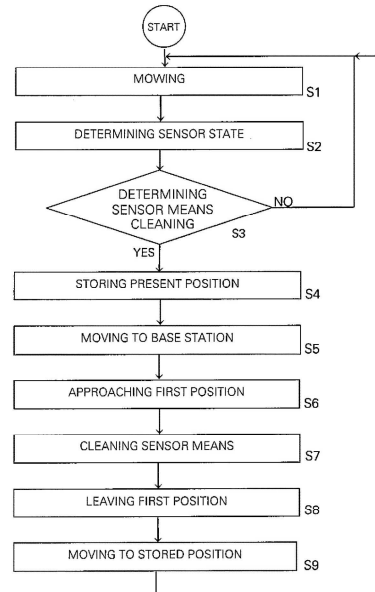 START
MOWING
S1
DETERMINING SENSOR STATE
S2
DETERMINING
SENSOR MEANS
CLEANING
NO
S3
YES
STORING PRESENT POSITION
S4
MOVING TO BASE STATION
S5
APPROACHING FIRST POSITION
S6
CLEANING SENSOR MEANS
S7
LEAVING FIRST POSITION
S8
MOVING TO STORED POSITION
S9